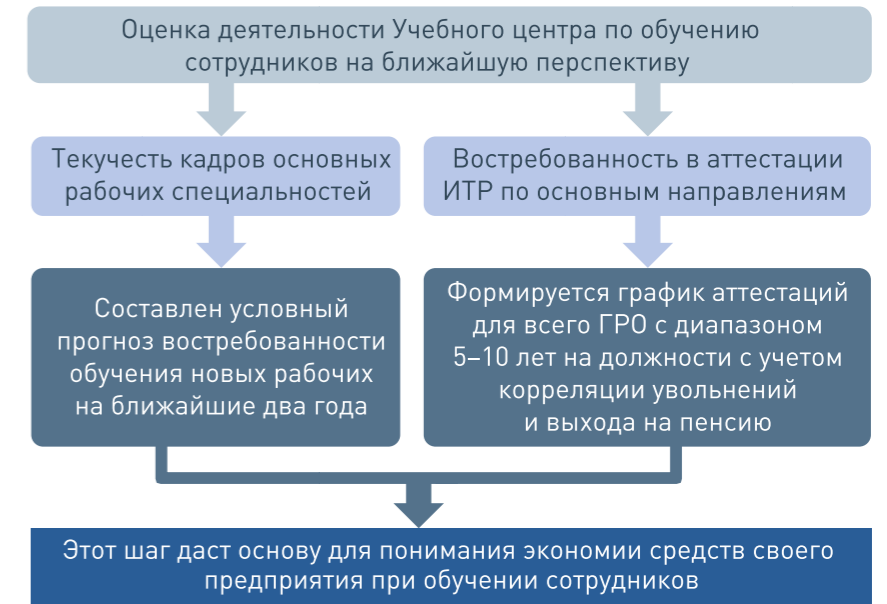 Оценка деятельности Учебного центра по обучению
сотрудников на ближайшую перспективу
Текучесть кадров основных
рабочих специальностей
Востребованность в аттестации
ИТР по основным направлениям
Составлен условный
прогноз востребованности
обучения новых рабочих
на ближайшие два года
Формируется график аттестаций
для всего ГРО с диапазоном
5–10 лет на должности с учетом
корреляции увольнений
и выхода на пенсию
Этот шаг даст основу для понимания экономии средств своего
предприятия при обучении сотрудников